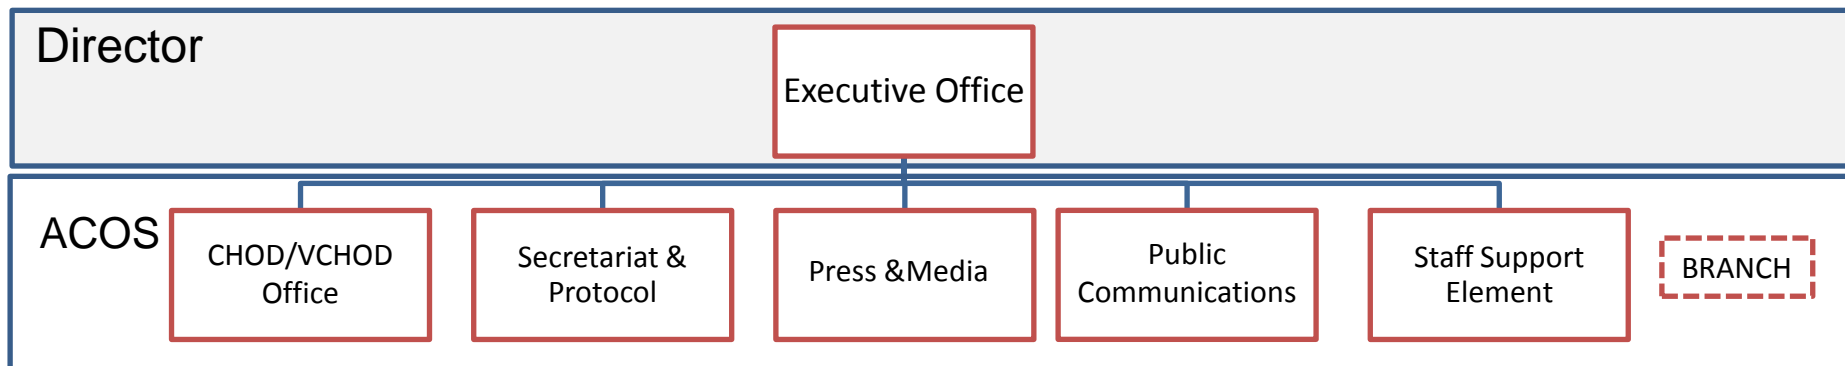 Director
Executive Office
ACOS
CHOD/VCHOD
Office
Secretariat &
Protocol
Press &Media
Public
Communications
Staff Support
Element
BRANCH